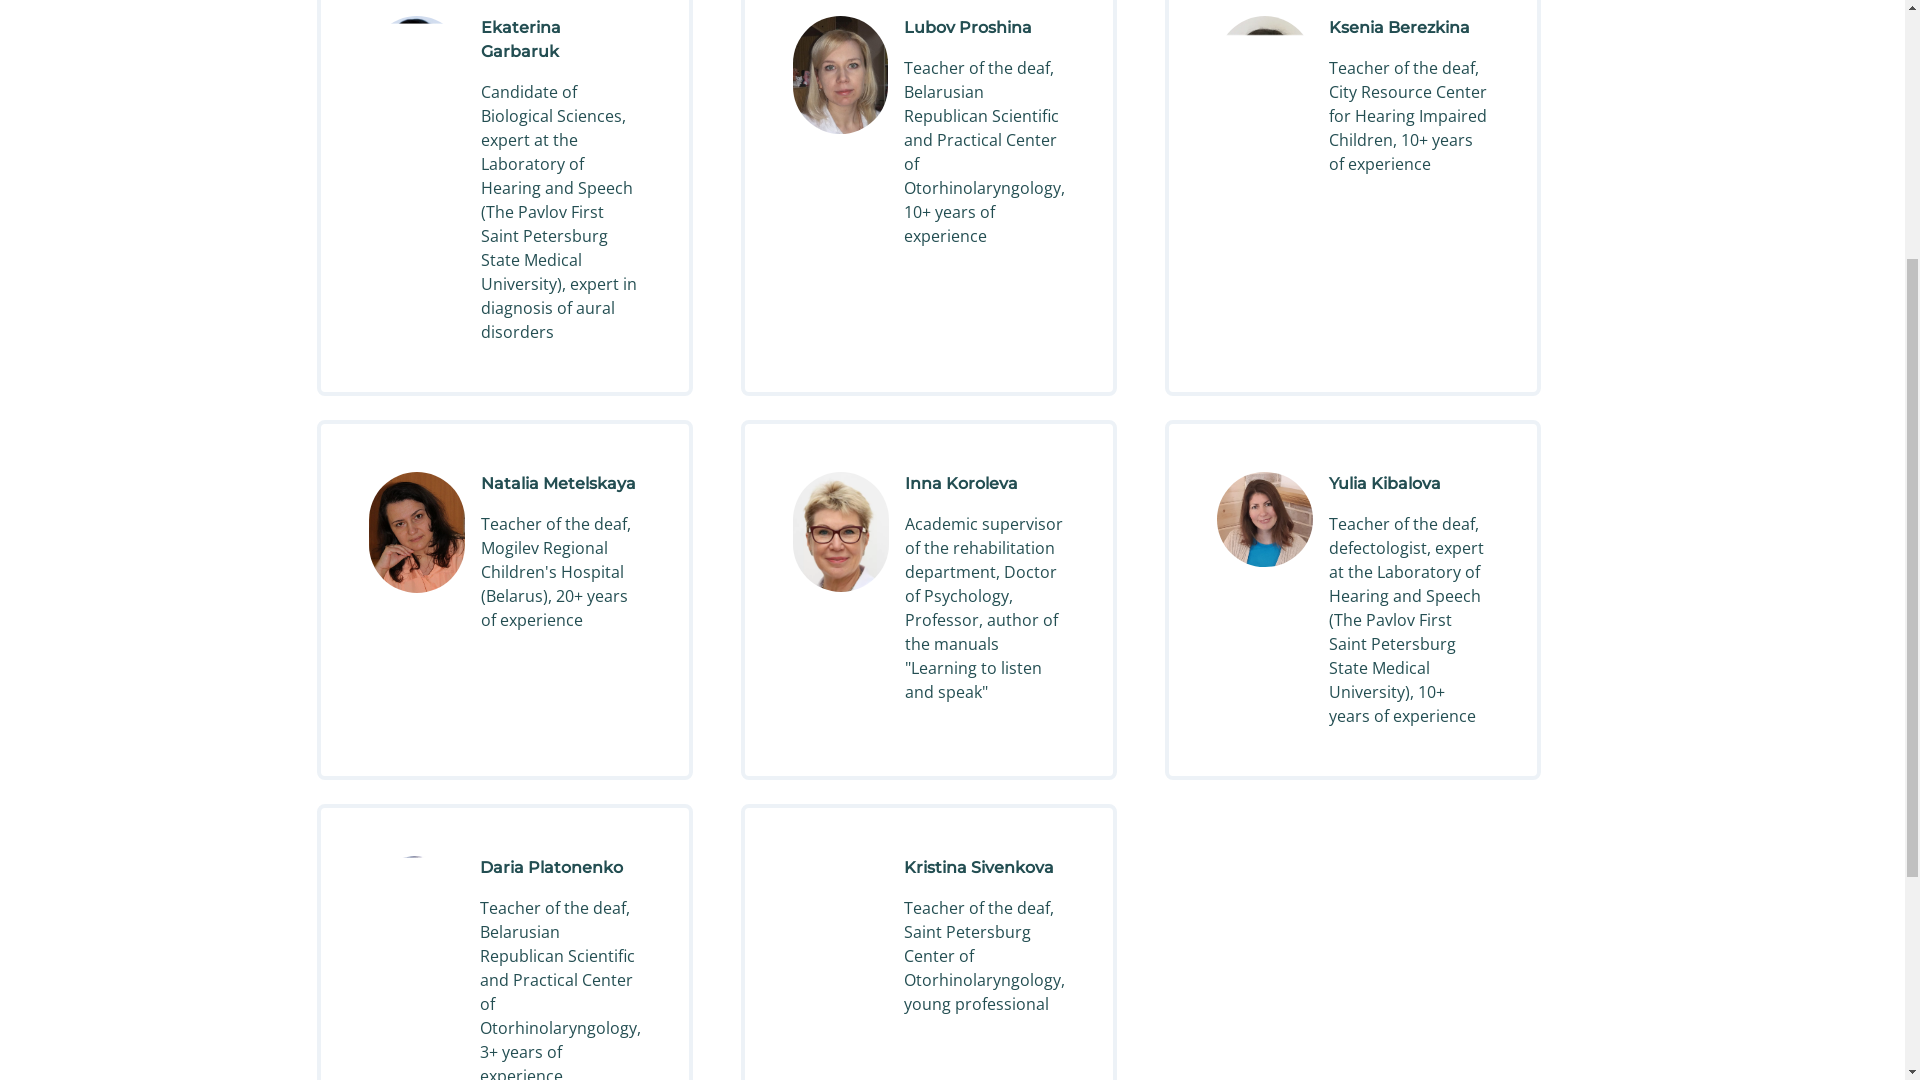 Ekaterina
Garbaruk
Candidate of
Biological Sciences,
expert at the
Laboratory of
Hearing and Speech
(The Pavlov First
Saint Petersburg
State Medical
University), expert in
diagnosis of aural
disorders
Lubov Proshina
Teacher of the deaf,
Belarusian
Republican Scientific
and Practical Center
of
Otorhinolaryngology,
10+ years of
experience
Ksenia Berezkina
Teacher of the deaf,
City Resource Center
for Hearing Impaired
Children, 10+ years
of experience
Natalia Metelskaya
Teacher of the deaf,
Mogilev Regional
Children's Hospital
(Belarus), 20+ years
of experience
Inna Koroleva
Academic supervisor
of the rehabilitation
department, Doctor
of Psychology,
Professor, author of
the manuals
"Learning to listen
and speak"
Yulia Kibalova
Teacher of the deaf,
defectologist, expert
at the Laboratory of
Hearing and Speech
(The Pavlov First
Saint Petersburg
State Medical
University), 10+
years of experience
Daria Platonenko
Teacher of the deaf,
Belarusian
Republican Scientific
and Practical Center
of
Otorhinolaryngology,
3+ years of
experience
Kristina Sivenkova
Teacher of the deaf,
Saint Petersburg
Center of
Otorhinolaryngology,
young professional